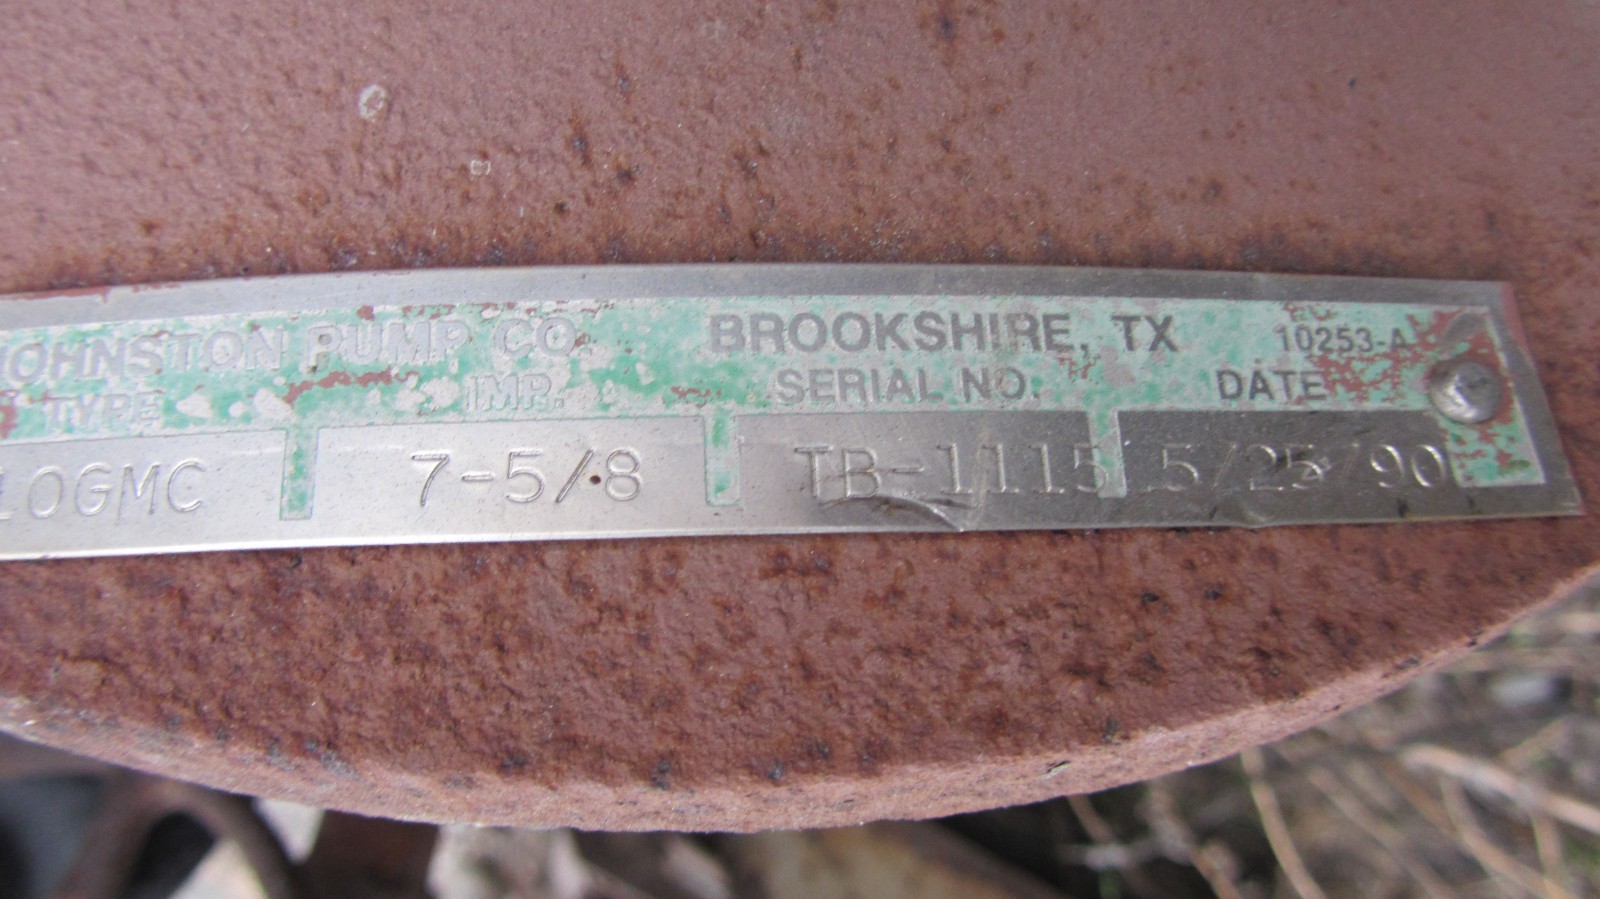 JOHNSTON PUMP CO. BROOKSHIRE, TX 10253-A
TYPE IMP. SERIAL NO. DATE
10GMC 7-5/8 TB-1115 5/25/90